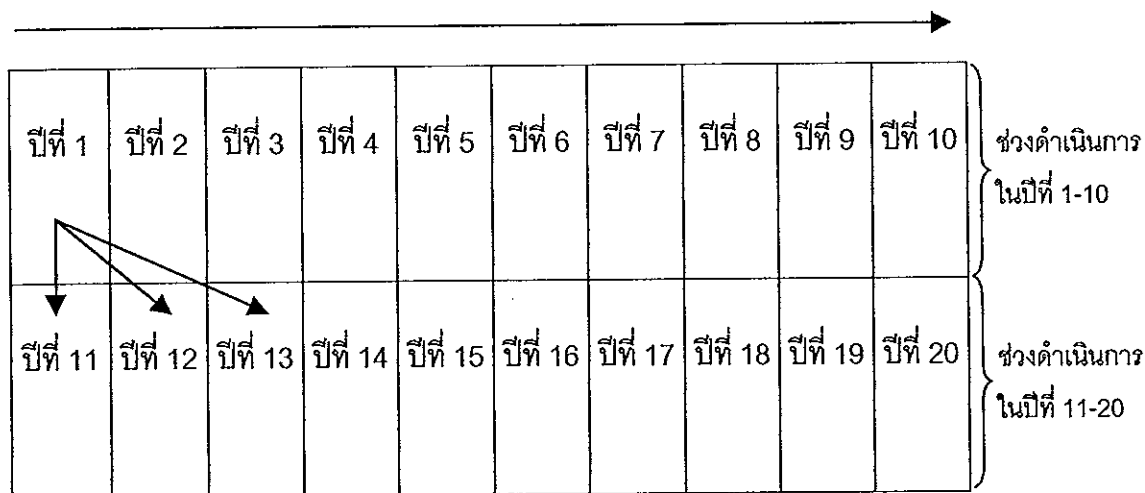 ปีที่ 1 ปีที่ 2 ปีที่ 3 ปีที่ 4 ปีที่ 5 ปีที่ 6 ปีที่ 7 ปีที่ 8 ปีที่ 9 ปีที่ 10
ช่วงดำเนินการ
ในปีที่ 1-10
ปีที่ 11 ปีที่ 12 ปีที่ 13 ปีที่ 14 ปีที่ 15 ปีที่ 16 ปีที่ 17 ปีที่ 18 ปีที่ 19 ปีที่ 20
ช่วงดำเนินการ
ในปีที่ 11-20